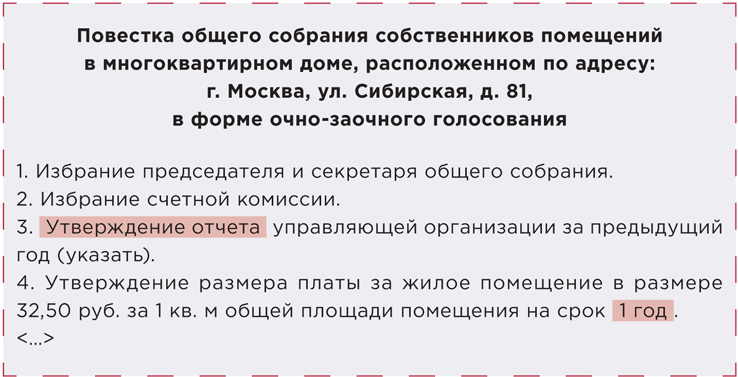 Повестка общего собрания собственников помещений
в многоквартирном доме, расположенном по адресу:
г. Москва, ул. Сибирская, д. 81,
в форме очно-заочного голосования
1. Избрание председателя и секретаря общего собрания.
2. Избрание счетной комиссии.
3. Утверждение отчета управляющей организации за предыдущий
год (указать).
4. Утверждение размера платы за жилое помещение в размере
32,50 руб. за 1 кв. м общей площади помещения на срок 1 год.
<...>